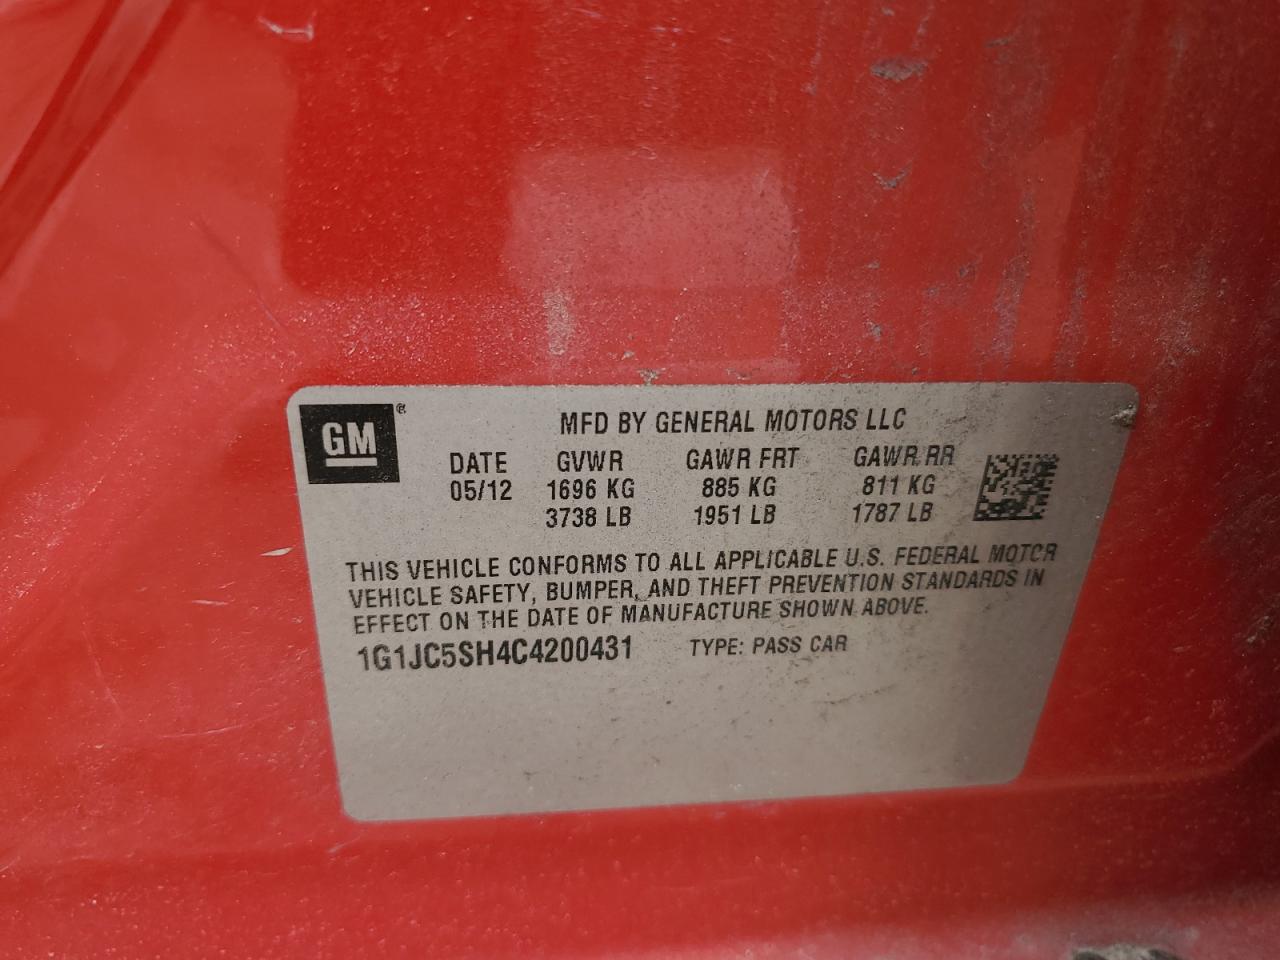 GM®
MFD BY GENERAL MOTORS LLC
DATE GVWR GAWR FRT GAWR RR
05/12 1696 KG 885 KG 811 KG
3738 LB 1951 LB 1787 LB
THIS VEHICLE CONFORMS TO ALL APPLICABLE U.S. FEDERAL MOTOR
VEHICLE SAFETY, BUMPER, AND THEFT PREVENTION STANDARDS IN
EFFECT ON THE DATE OF MANUFACTURE SHOWN ABOVE.
1G1JC5SH4C4200431 TYPE: PASS CAR